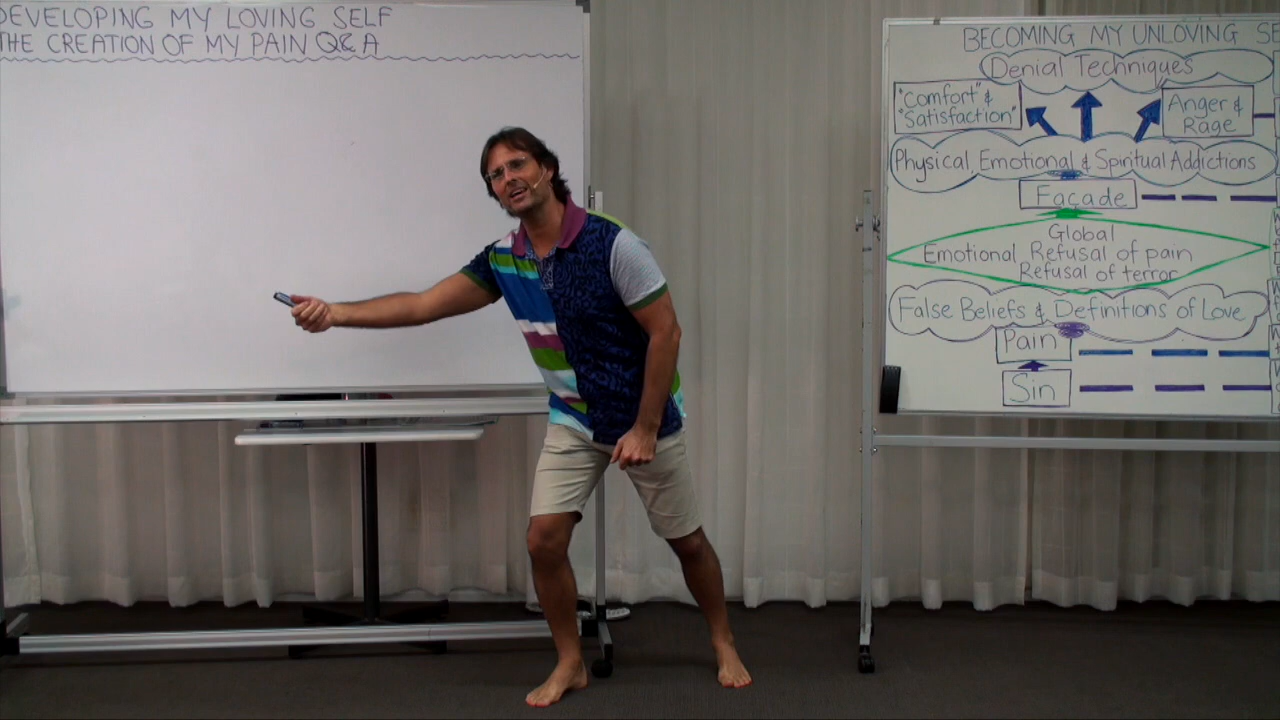 DEVELOPING MY LOVING SELF
THE CREATION OF MY PAIN Q&A
BECOMING MY UNLOVING SE
Denial Techniques
"Comfort" &
"Satisfaction"
Anger &
Rage
Physical, Emotional & Spiritual Addictions
Façade
Global
Emotional Refusal of pain
Refusal of terror
False Beliefs & Definitions of Love
Pain
Sin